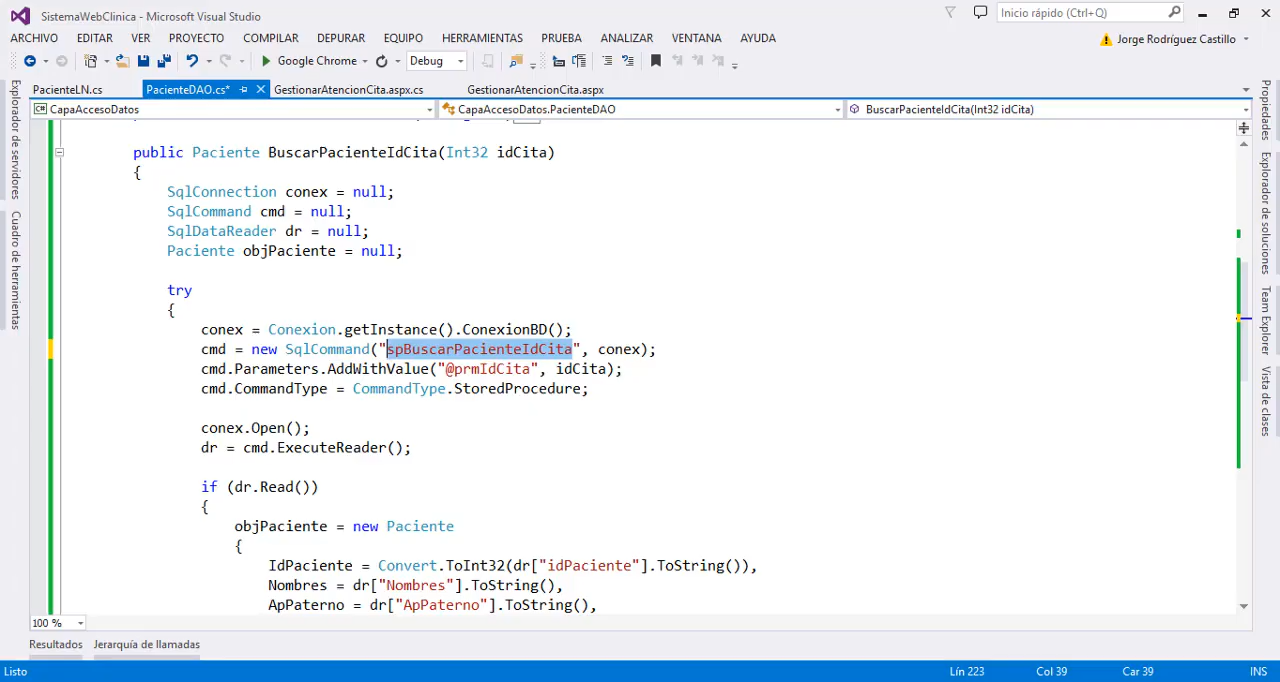 SistemaWebClinica - Microsoft Visual Studio
Inicio rápido (Ctrl+Q)
ARCHIVO EDITAR VER PROYECTO COMPILAR DEPURAR EQUIPO HERRAMIENTAS PRUEBA ANALIZAR VENTANA AYUDA
Jorge Rodríguez Castillo
Google Chrome
Debug
PacienteLN.cs PacienteDAO.cs* GestionarAtencionCita.aspx.cs GestionarAtencionCita.aspx
CapaAccesoDatos CapaAccesoDatos.PacienteDAO BuscarPacienteIdCita(Int32 idCita)
public Paciente BuscarPacienteIdCita(Int32 idCita)
{
SqlConnection conex = null;
SqlCommand cmd = null;
SqlDataReader dr = null;
Paciente objPaciente = null;
try
{
conex = Conexion.getInstance().ConexionBD();
cmd = new SqlCommand("spBuscarPacienteIdCita", conex);
cmd.Parameters.AddWithValue("@prmIdCita", idCita);
cmd.CommandType = CommandType.StoredProcedure;
conex.Open();
dr = cmd.ExecuteReader();
if (dr.Read())
{
objPaciente = new Paciente
{
IdPaciente = Convert.ToInt32(dr["idPaciente"].ToString()),
Nombres = dr["Nombres"].ToString(),
ApPaterno = dr["ApPaterno"].ToString(),
100 %
Resultados Jerarquía de llamadas
Listo
Lín 223 Col 39 Car 39 INS
Explorador de servidores
Cuadro de herramientas
Propiedades
Explorador de soluciones
Team Explorer
Vista de clases